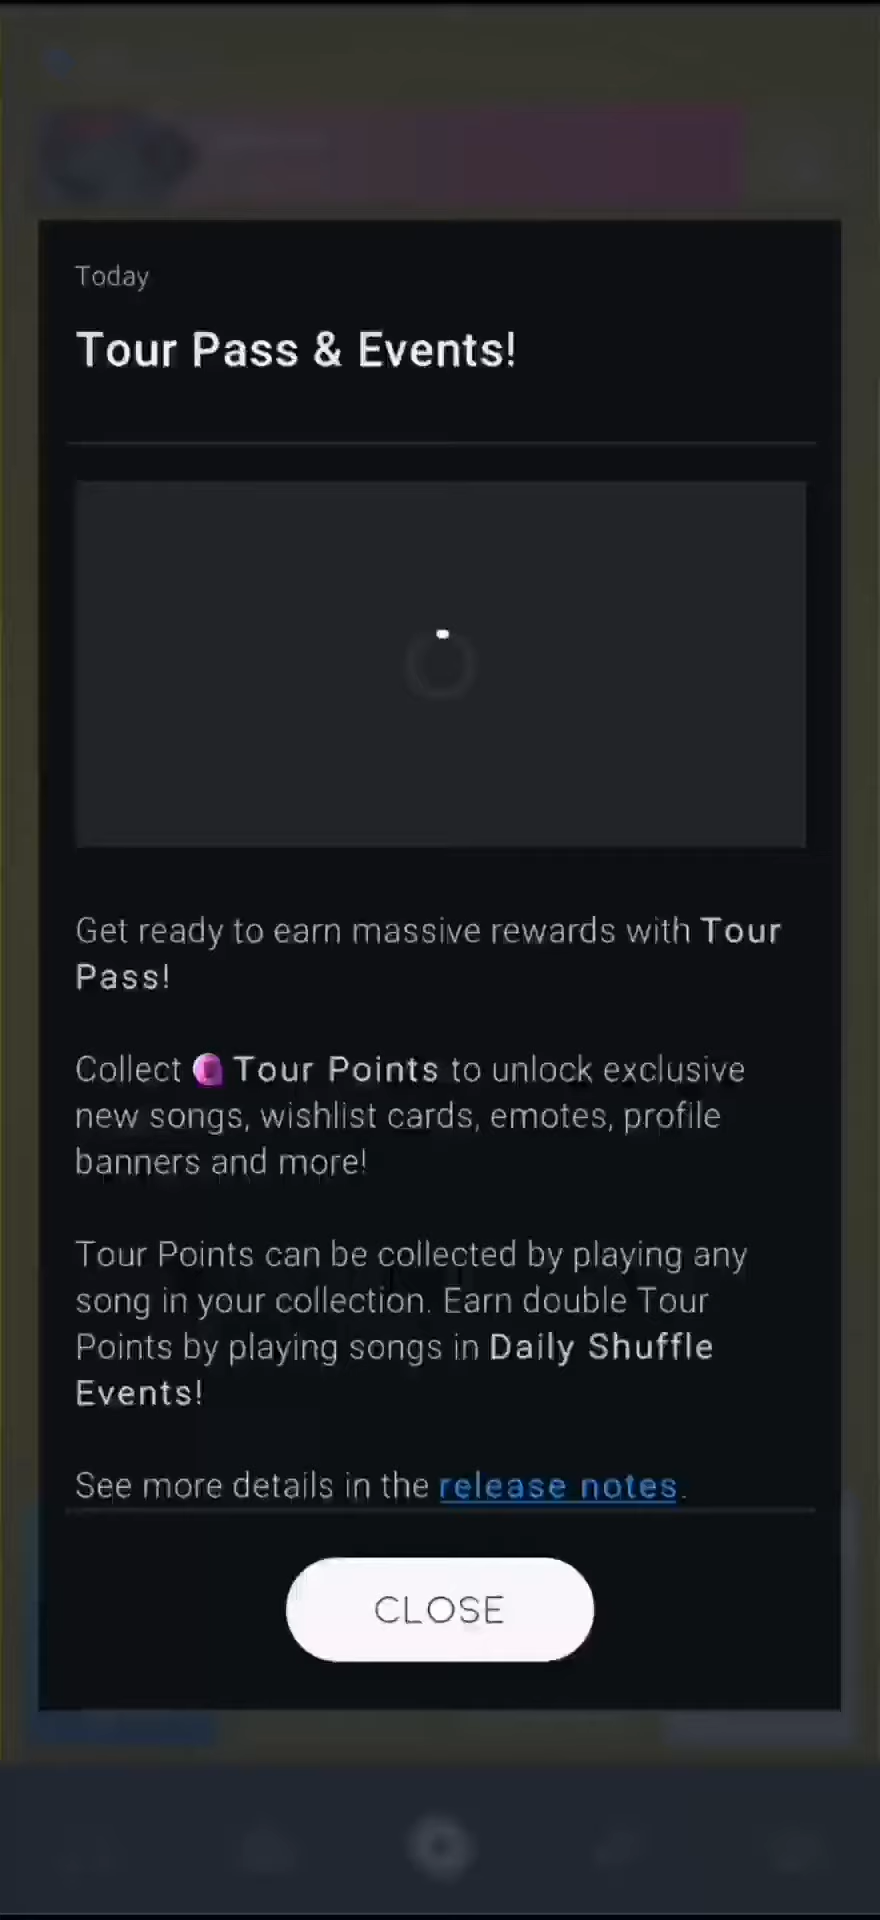 Today
Tour Pass & Events!
Get ready to earn massive rewards with Tour
Pass!
Collect Tour Points to unlock exclusive
new songs, wishlist cards, emotes, profile
banners and more!
Tour Points can be collected by playing any
song in your collection. Earn double Tour
Points by playing songs in Daily Shuffle
Events!
See more details in the release notes.
CLOSE